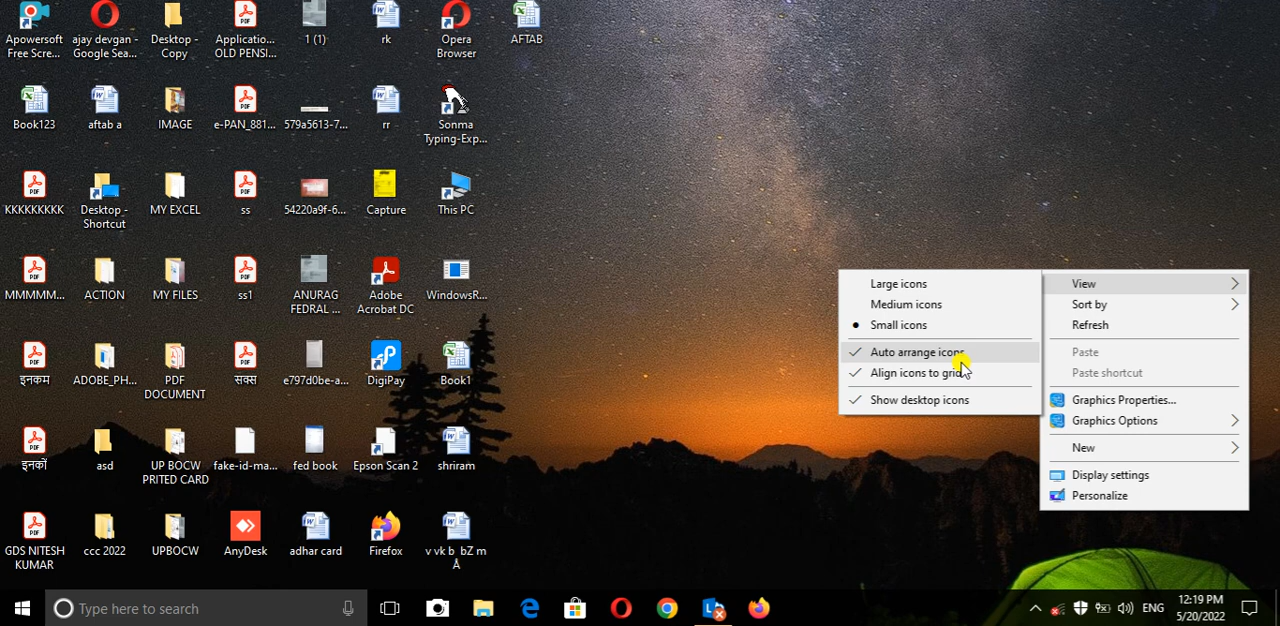 Apowersoft
Free Scre...
ajay devgan -
Google Sea...
Desktop -
Copy
Applicatio...
OLD PENSI...
1 (1)
rk
Opera
Browser
AFTAB
Book123
aftab a
IMAGE
e-PAN_881...
579a5613-7...
rr
Sonma
Typing-Exp...
KKKKKKKKK
Desktop -
Shortcut
MY EXCEL
ss
54220a9f-6...
Capture
This PC
MMMMM...
ACTION
MY FILES
ss1
ANURAG
FEDRAL ...
Adobe
Acrobat DC
WindowsR...
इनकम
ADOBE_PH...
PDF
DOCUMENT
सक्स
e797d0be-a...
DigiPay
Book1
इनकों
asd
UP BOCW
PRITED CARD
fake-id-ma...
fed book
Epson Scan 2
shriram
GDS NITESH
KUMAR
ccc 2022
UPBOCW
AnyDesk
adhar card
Firefox
v vk b bZ m
Å
Large icons
Medium icons
Small icons
Auto arrange icons
Align icons to grid
Show desktop icons
View
Sort by
Refresh
Paste
Paste shortcut
Graphics Properties...
Graphics Options
New
Display settings
Personalize
Type here to search
ENG
12:19 PM
5/20/2022